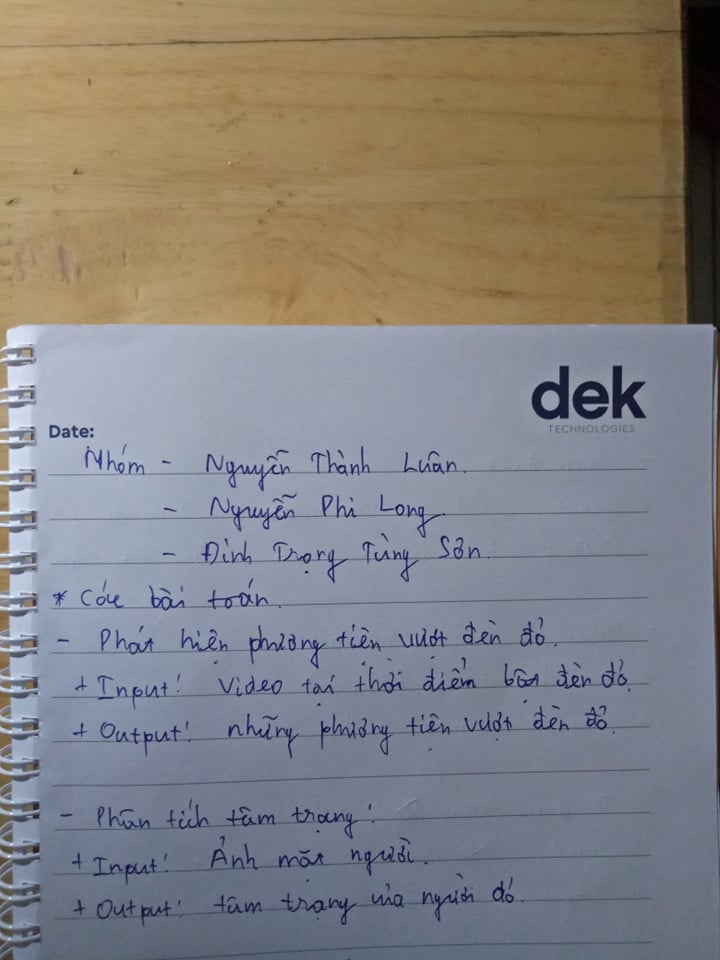 dek
TECHNOLOGIES
Date:
Nhóm - Nguyễn Thành Luân.
- Nguyễn Phi Long.
- Đinh Trọng Tùng Sơn.
* Các bài toán.
- Phát hiện phương tiện vượt đèn đỏ.
+ Input: Video tại thời điểm bật đèn đỏ.
+ Output: những phương tiện vượt đèn đỏ.
- Phân tích tâm trạng:
+ Input: Ảnh mặt người.
+ Output: tâm trạng của người đó.